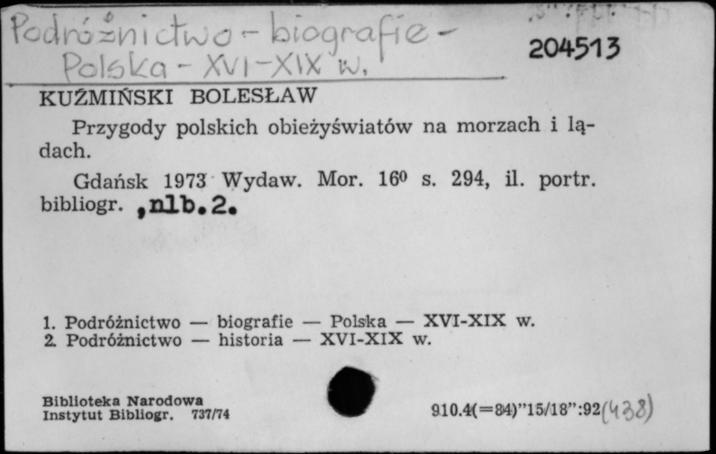 Podróżnictwo - biografie -
Polska - XVI-XIX w.
204513
KUŹMIŃSKI BOLESŁAW
Przygody polskich obieżyświatów na morzach i lą-
dach.
Gdańsk 1973 Wydaw. Mor. 16⁰ s. 294, il. portr.
bibliogr. ,nlb.2.
1. Podróżnictwo — biografie — Polska — XVI-XIX w.
2. Podróżnictwo — historia — XVI-XIX w.
Biblioteka Narodowa
Instytut Bibliogr. 737/74
910.4(=84)”15/18”:92(438)